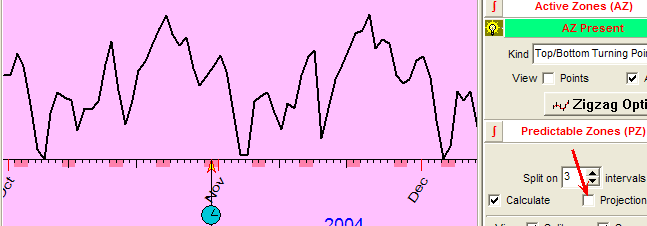 Active Zones (AZ)
AZ Present
Kind Top/Bottom Turning Poin
View Points
Zigzag Opti
Predictable Zones (PZ)
Split on 3 intervals
Calculate Projection
Oct Nov Dec
2004